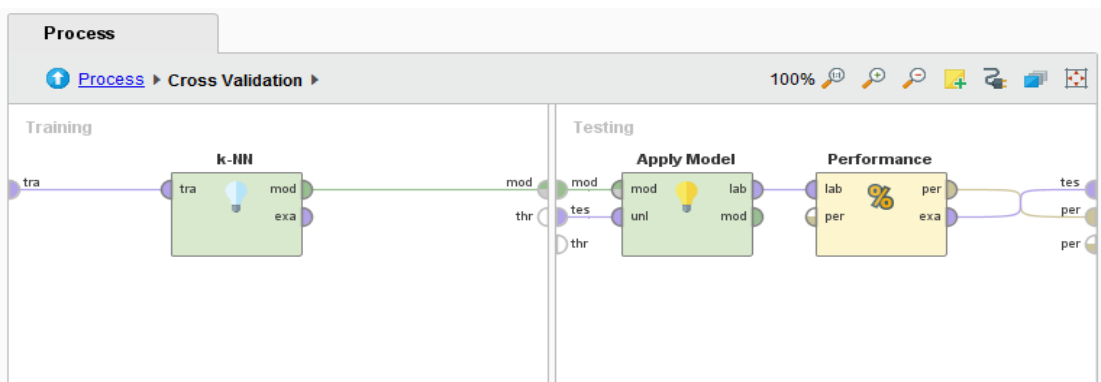 Process
Process Cross Validation
100%
Training
Testing
k-NN
Apply Model
Performance
tra
tra
mod
exa
mod
thr
mod
tes
thr
mod
unl
lab
mod
lab
per
per
exa
tes
per
per